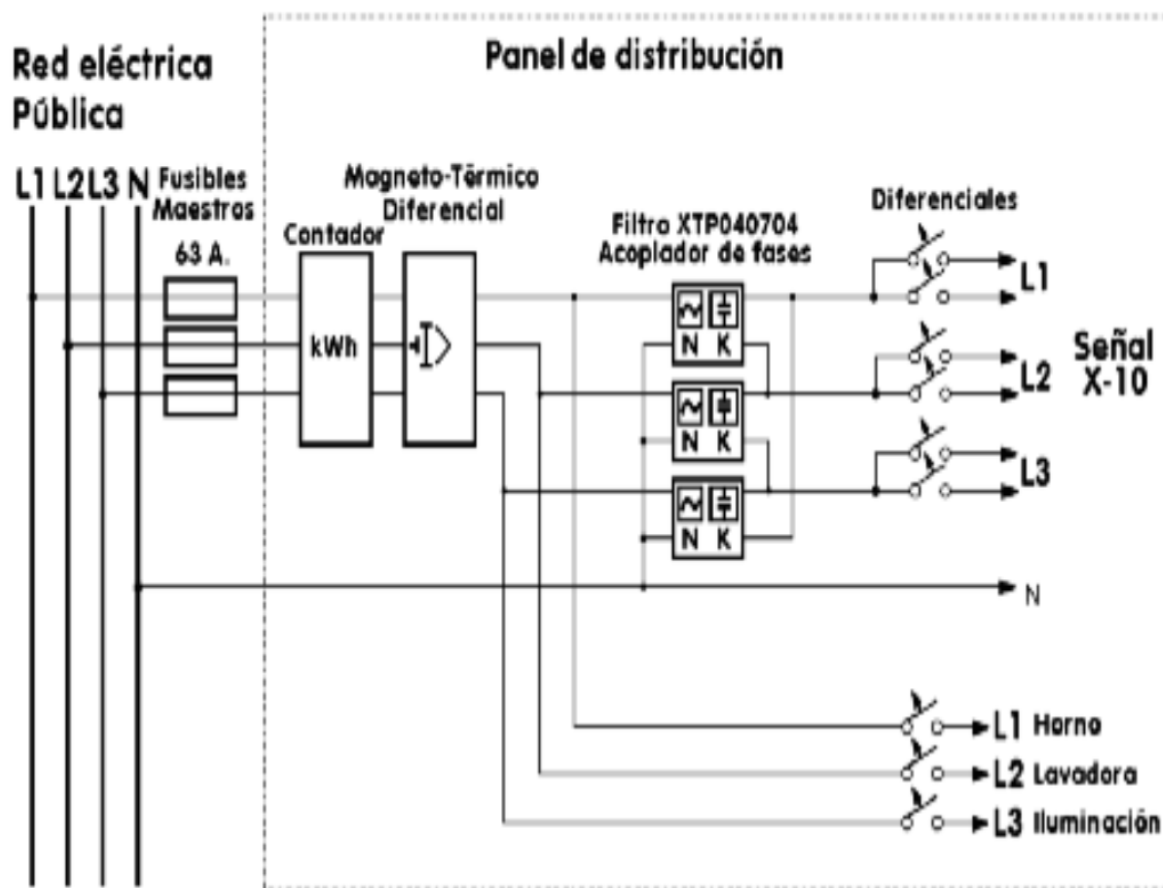 Red eléctrica
Pública
Panel de distribución
L1 L2 L3 N
Fusibles
Maestros
63 A.
Contador
Magneto-Térmico
Diferencial
Filtro XTP040704
Acoplador de fases
Diferenciales
kWh
N K
N K
N K
L1
L2
L3
Señal
X-10
N
L1 Horno
L2 Lavadora
L3 Iluminación